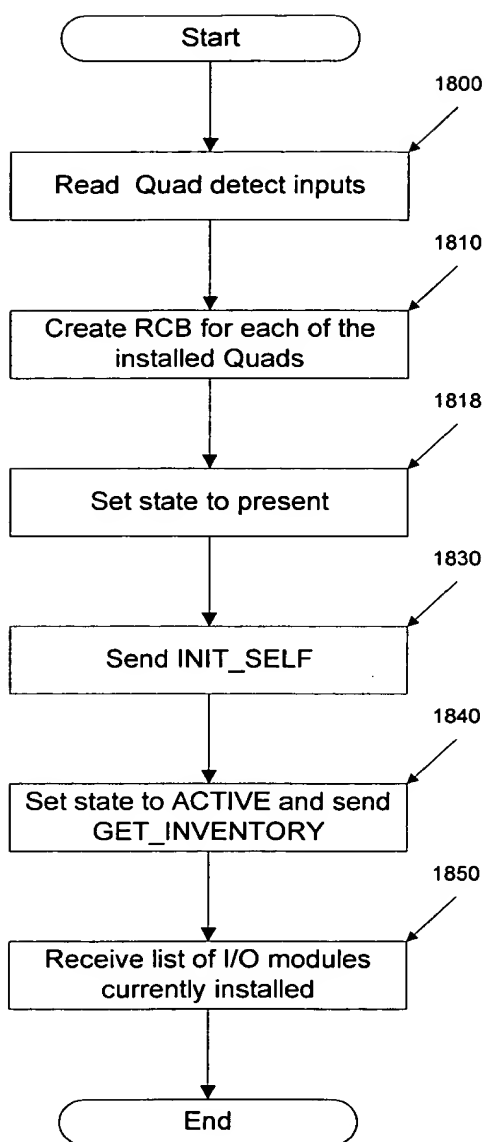 Start
1800
Read Quad detect inputs
1810
Create RCB for each of the
installed Quads
1818
Set state to present
1830
Send INIT_SELF
1840
Set state to ACTIVE and send
GET_INVENTORY
1850
Receive list of I/O modules
currently installed
End